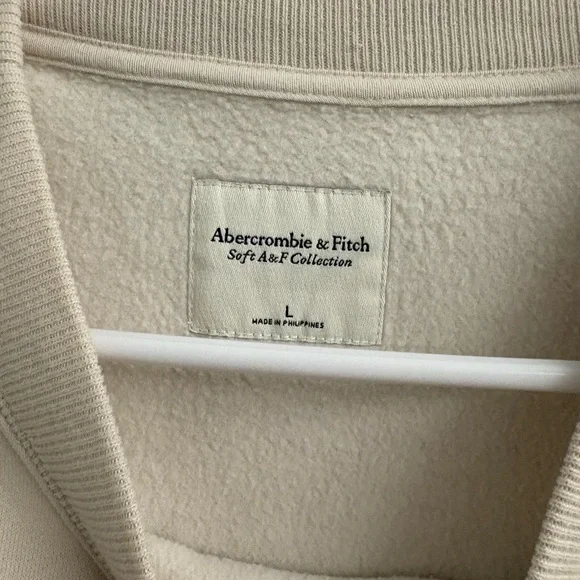 Abercrombie & Fitch
Soft A&F Collection
L
MADE IN PHILIPPINES